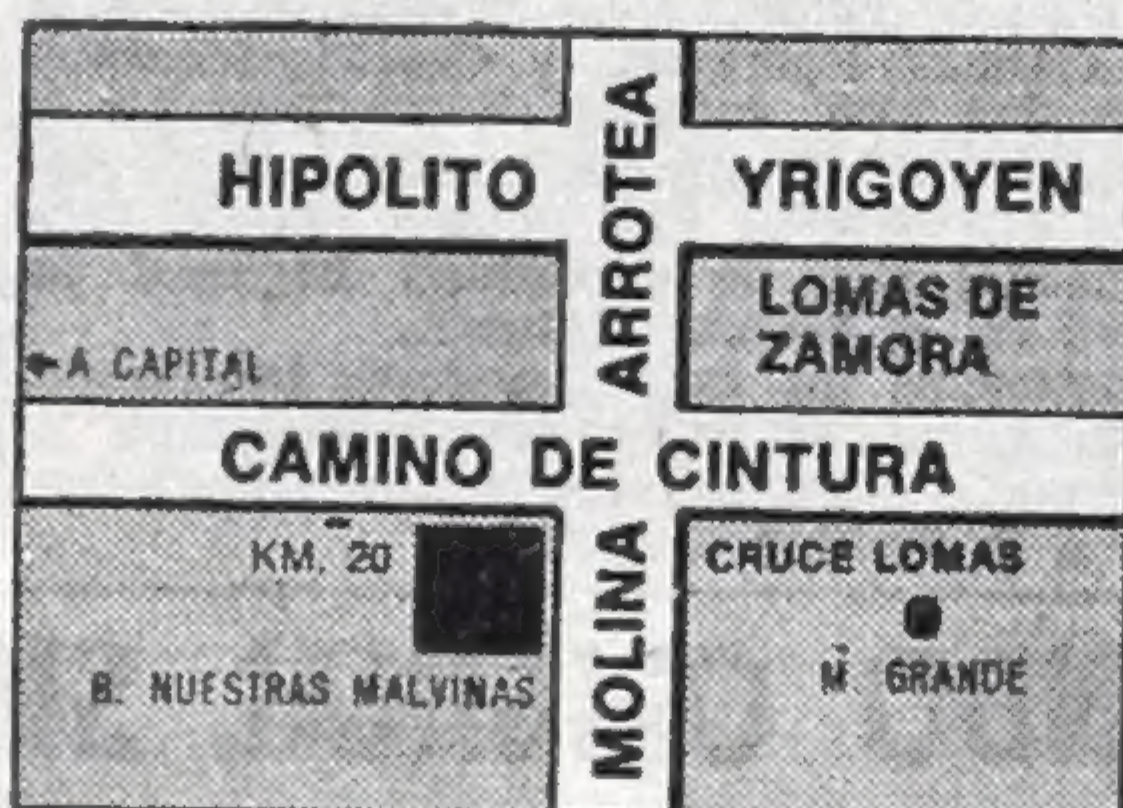 HIPOLITO YRIGOYEN
MOLINA ARROTEA
LOMAS DE
ZAMORA
←A CAPITAL
CAMINO DE CINTURA
KM. 20
CRUCE LOMAS
B. NUESTRAS MALVINAS
M. GRANDE